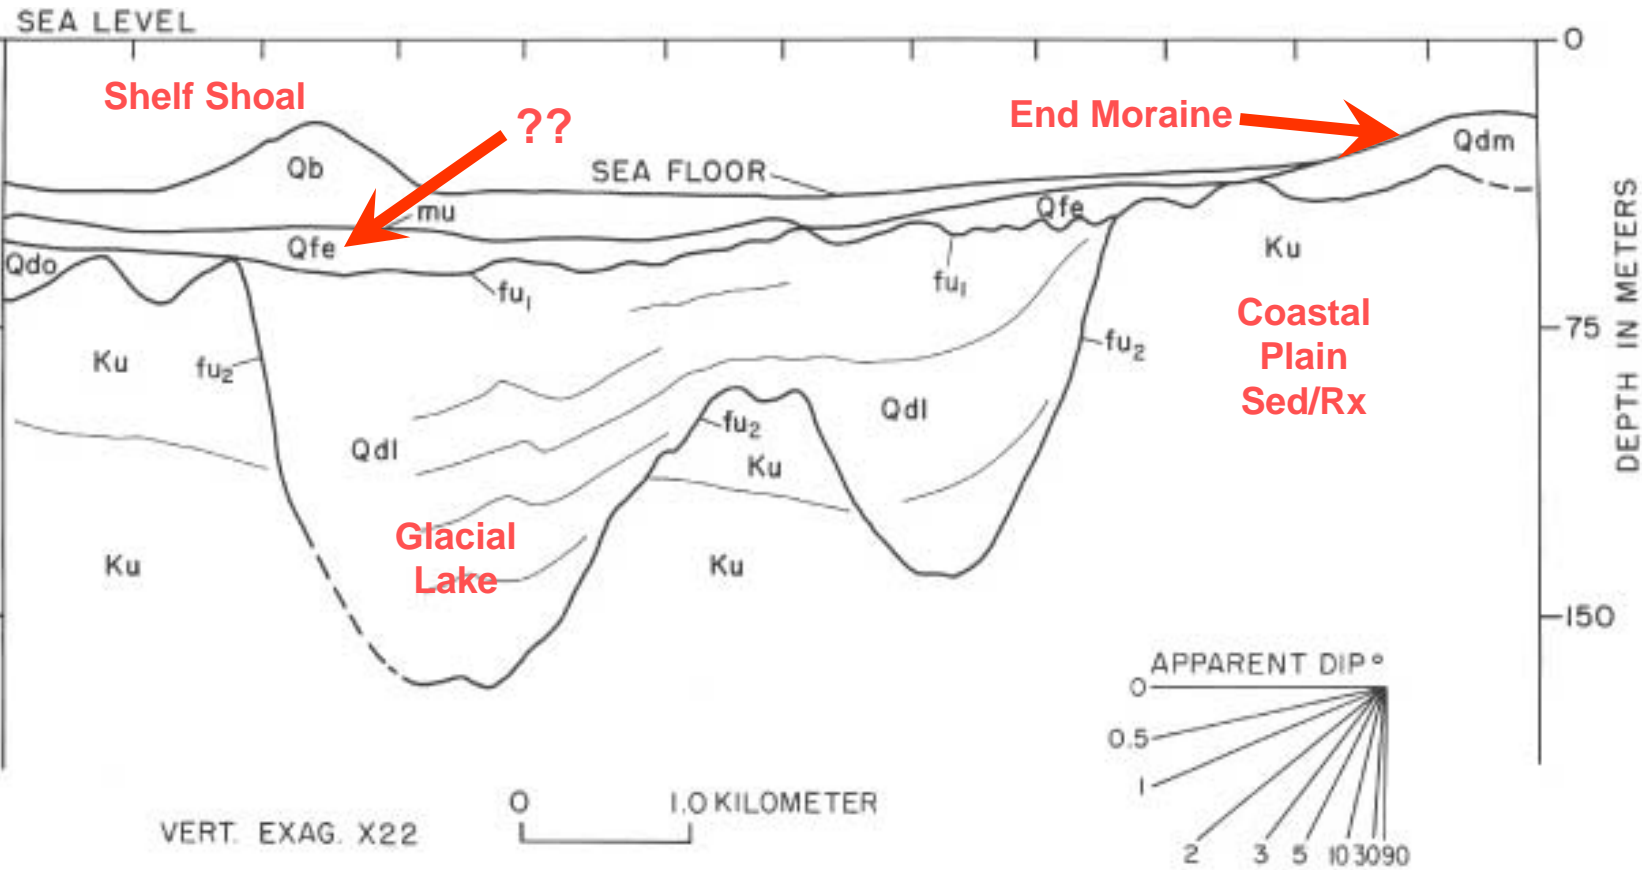 SEA LEVEL
0
Shelf Shoal
??
End Moraine
Qdm
Qb
SEA FLOOR
mu
Qfe
Qfe
Qdo
Ku
fu1
fu1
Coastal
Plain
Sed/Rx
75
DEPTH IN METERS
Ku
fu2
fu2
Qdl
fu2
Qdl
Ku
Glacial
Lake
Ku
Ku
150
APPARENT DIP°
0
0.5
1
2 3 5 10 30 90
0 1.0 KILOMETER
VERT. EXAG. X22